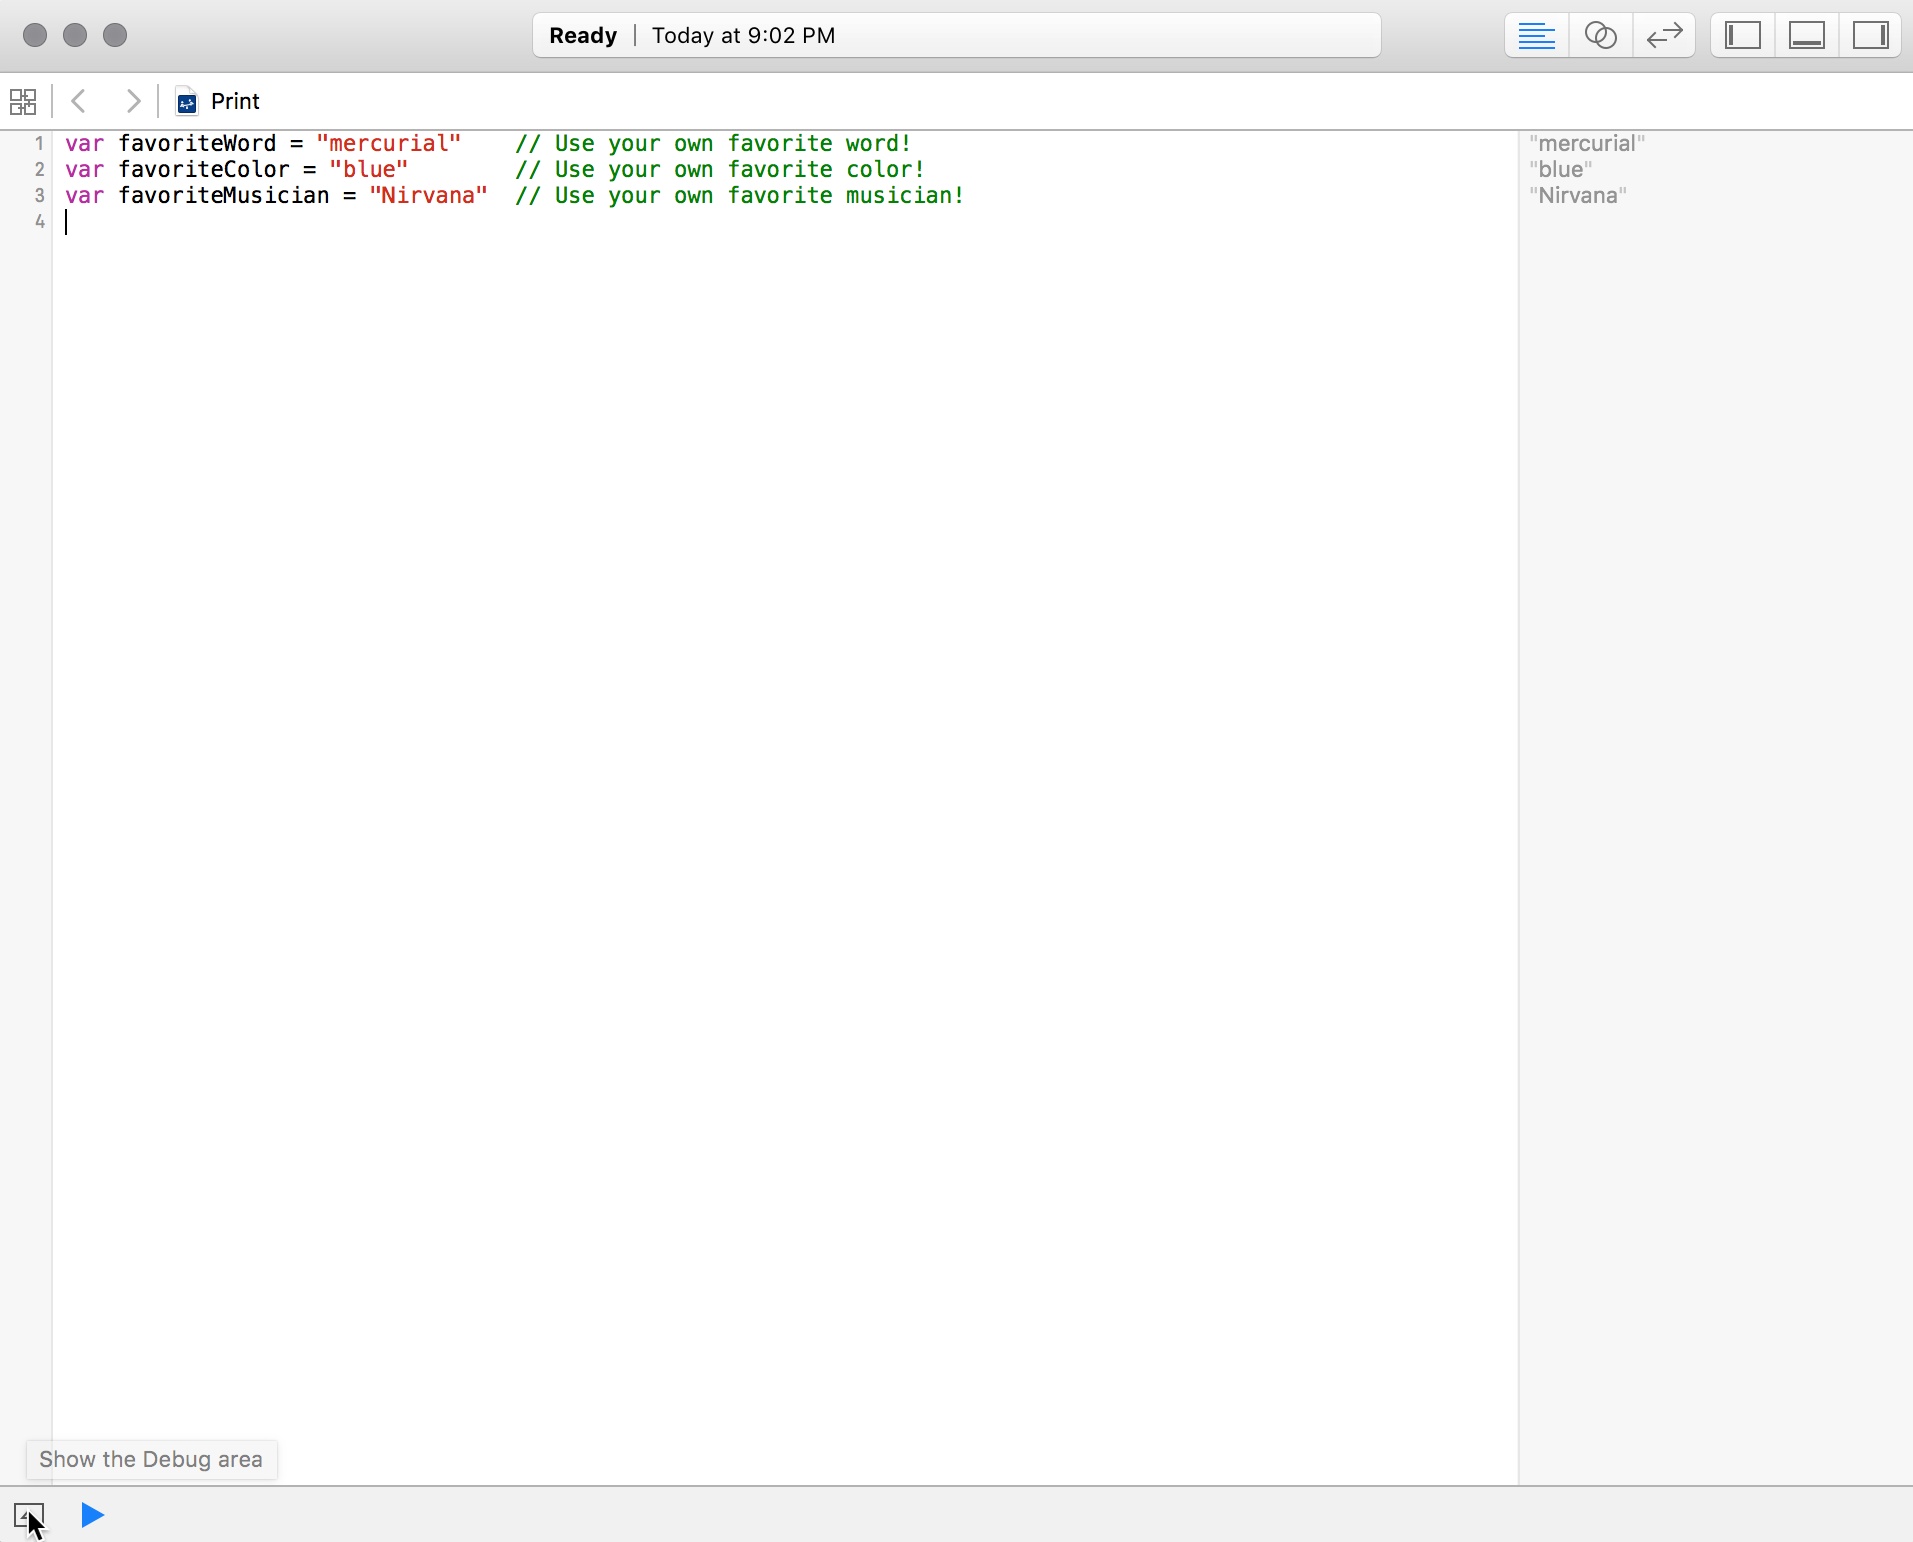 Ready | Today at 9:02 PM
Print
1 var favoriteWord = "mercurial"    // Use your own favorite word! "mercurial"
2 var favoriteColor = "blue"        // Use your own favorite color! "blue"
3 var favoriteMusician = "Nirvana"  // Use your own favorite musician! "Nirvana"
4
Show the Debug area